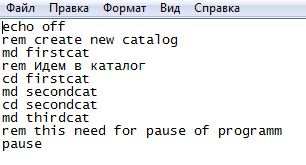 Файл Правка Формат Вид Справка
echo off
rem create new catalog
md firstcat
rem Идем в каталог
cd firstcat
md secondcat
cd secondcat
md thirdcat
rem this need for pause of programm
pause